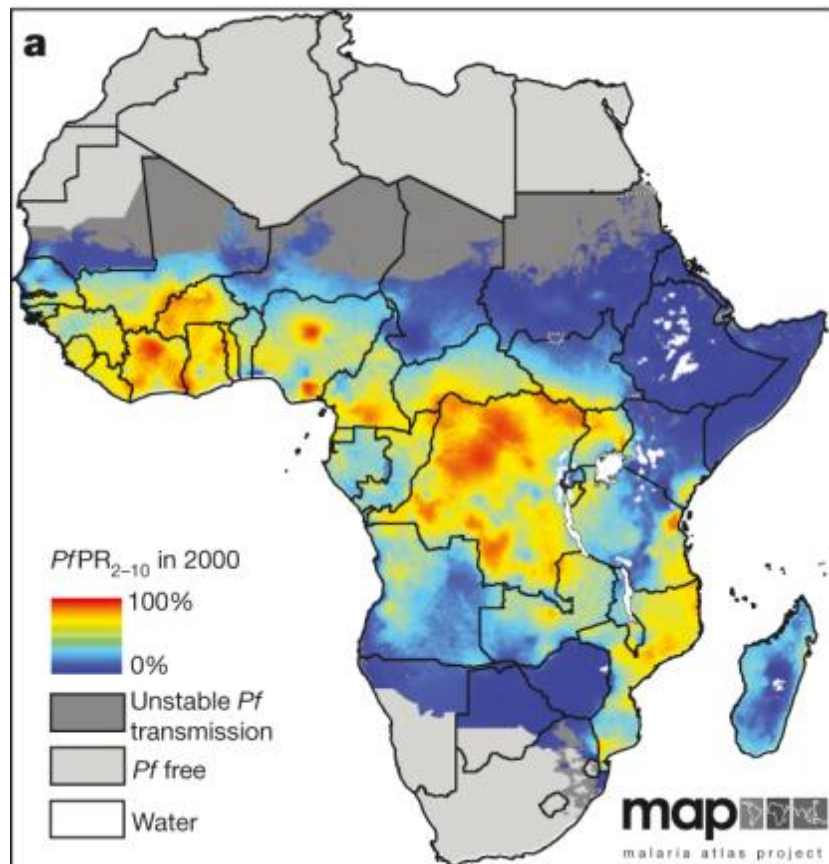 a
PfPR2–10 in 2000
100%
0%
Unstable Pf
transmission
Pf free
Water
map
malaria atlas project